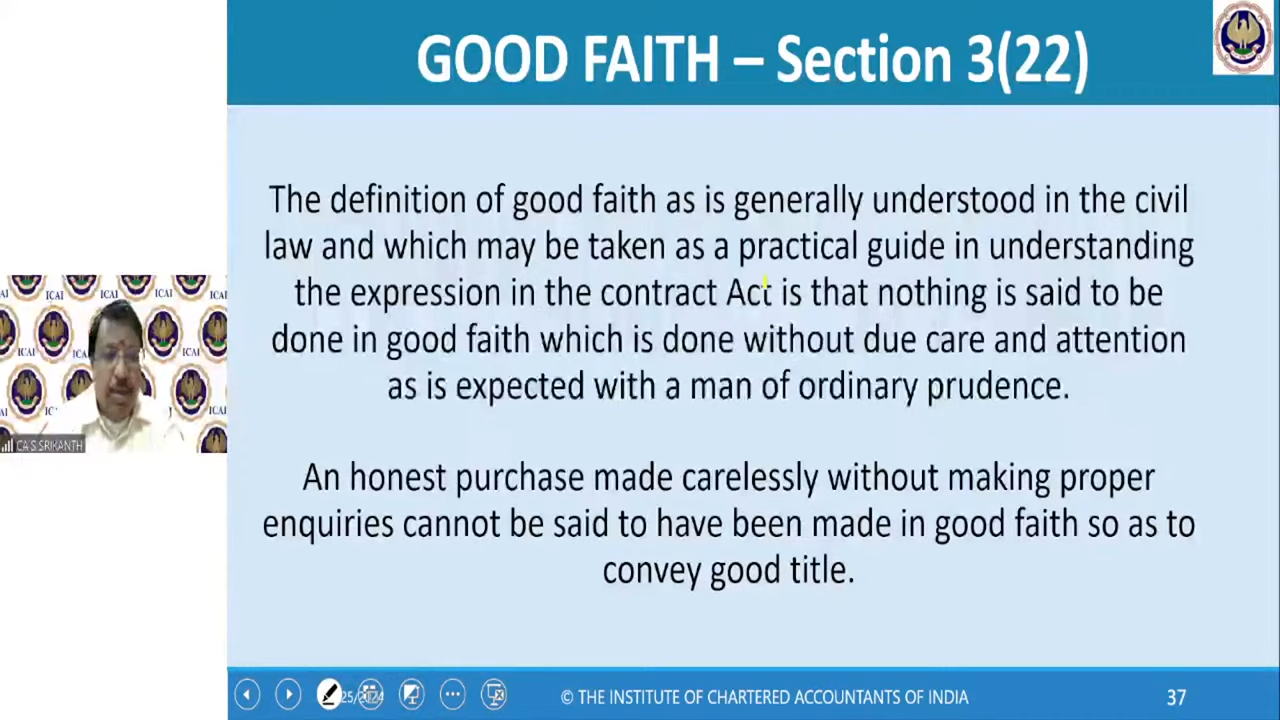 GOOD FAITH – Section 3(22)
The definition of good faith as is generally understood in the civil
law and which may be taken as a practical guide in understanding
the expression in the contract Act is that nothing is said to be
done in good faith which is done without due care and attention
as is expected with a man of ordinary prudence.
An honest purchase made carelessly without making proper
enquiries cannot be said to have been made in good faith so as to
convey good title.
ICAI
ICAI
ICAI
ICAI
CA S SRIKANTH
© THE INSTITUTE OF CHARTERED ACCOUNTANTS OF INDIA
37